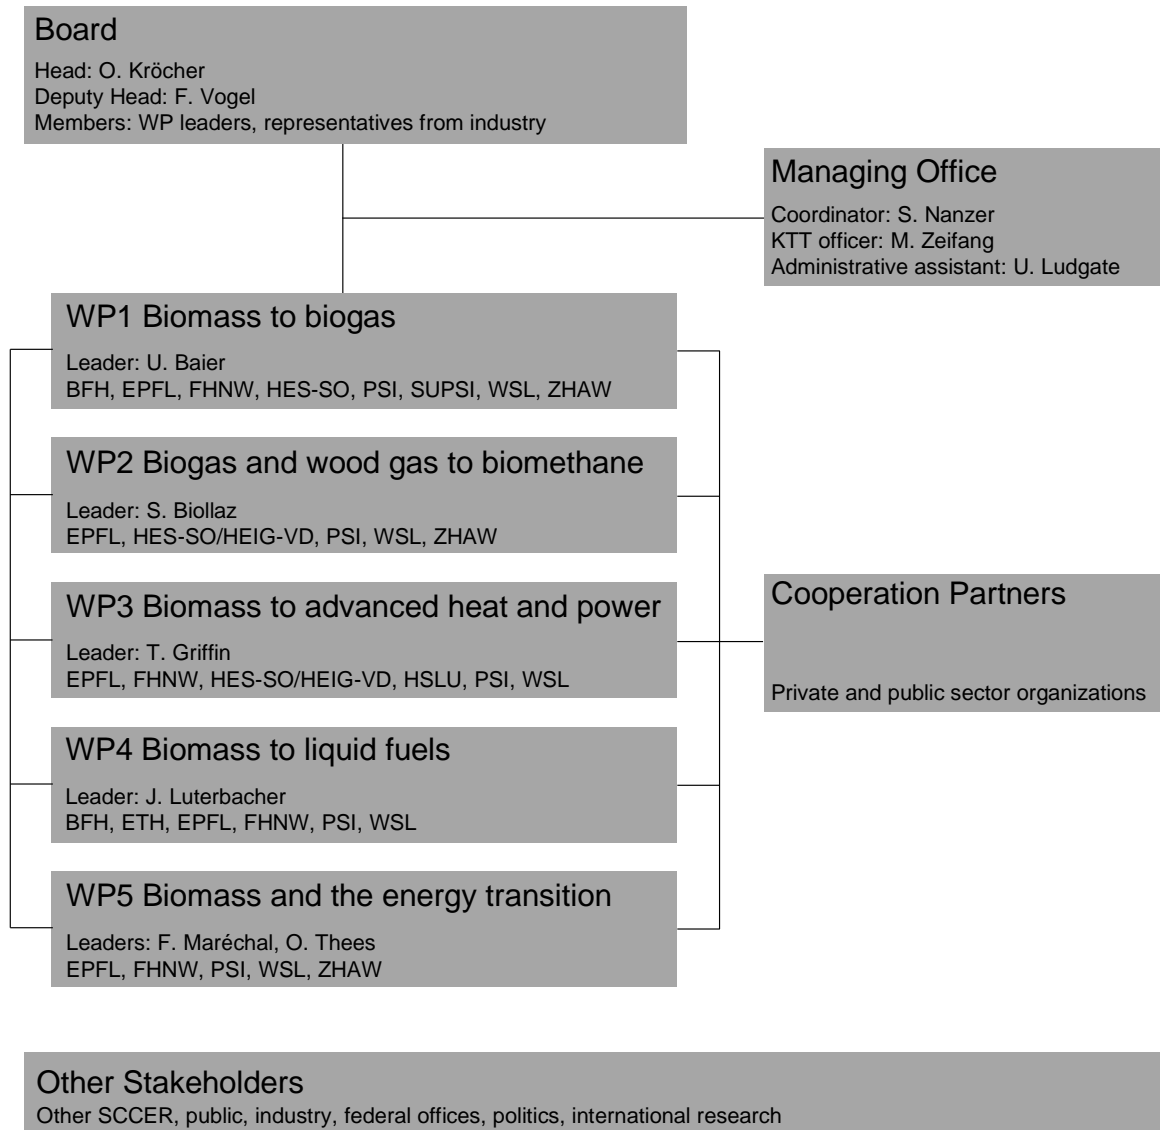 Board
Head: O. Kröcher
Deputy Head: F. Vogel
Members: WP leaders, representatives from industry
Managing Office
Coordinator: S. Nanzer
KTT officer: M. Zeifang
Administrative assistant: U. Ludgate
WP1 Biomass to biogas
Leader: U. Baier
BFH, EPFL, FHNW, HES-SO, PSI, SUPSI, WSL, ZHAW
WP2 Biogas and wood gas to biomethane
Leader: S. Biollaz
EPFL, HES-SO/HEIG-VD, PSI, WSL, ZHAW
WP3 Biomass to advanced heat and power
Leader: T. Griffin
EPFL, FHNW, HES-SO/HEIG-VD, HSLU, PSI, WSL
Cooperation Partners
Private and public sector organizations
WP4 Biomass to liquid fuels
Leader: J. Luterbacher
BFH, ETH, EPFL, FHNW, PSI, WSL
WP5 Biomass and the energy transition
Leaders: F. Maréchal, O. Thees
EPFL, FHNW, PSI, WSL, ZHAW
Other Stakeholders
Other SCCER, public, industry, federal offices, politics, international research